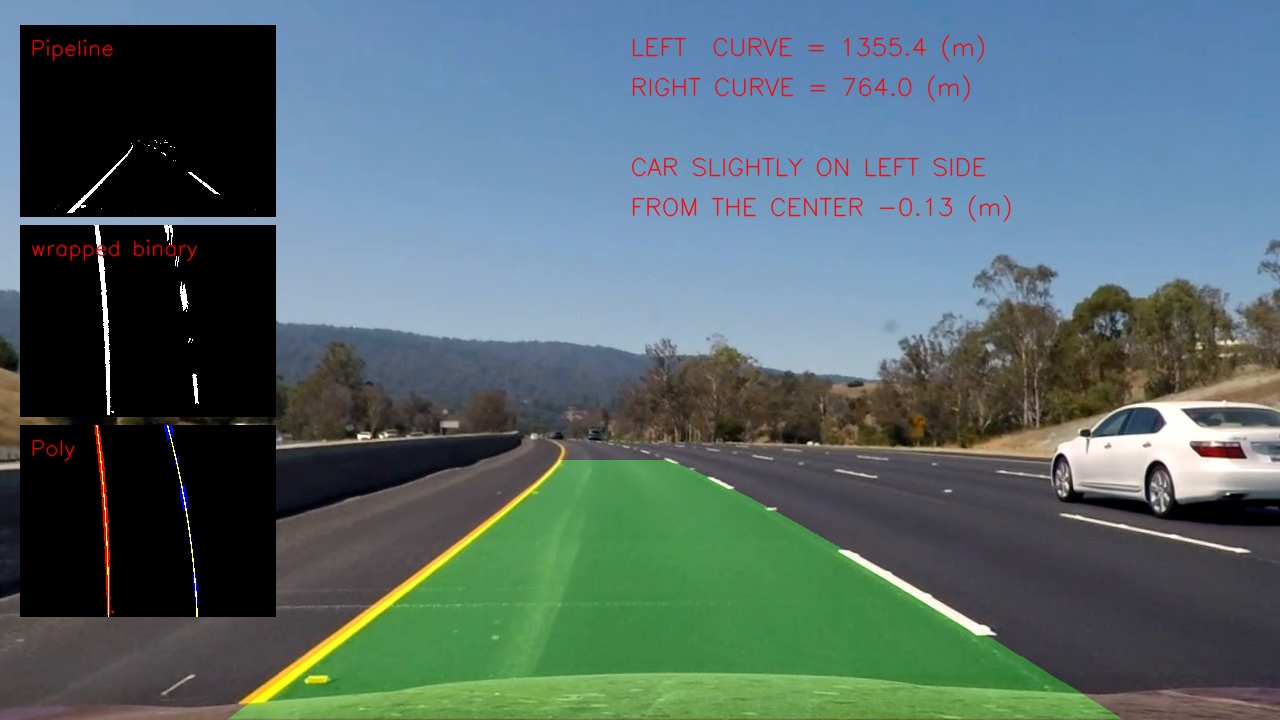 Pipeline
wrapped binary
Poly
LEFT  CURVE = 1355.4 (m)
RIGHT CURVE = 764.0 (m)
CAR SLIGHTLY ON LEFT SIDE
FROM THE CENTER −0.13 (m)